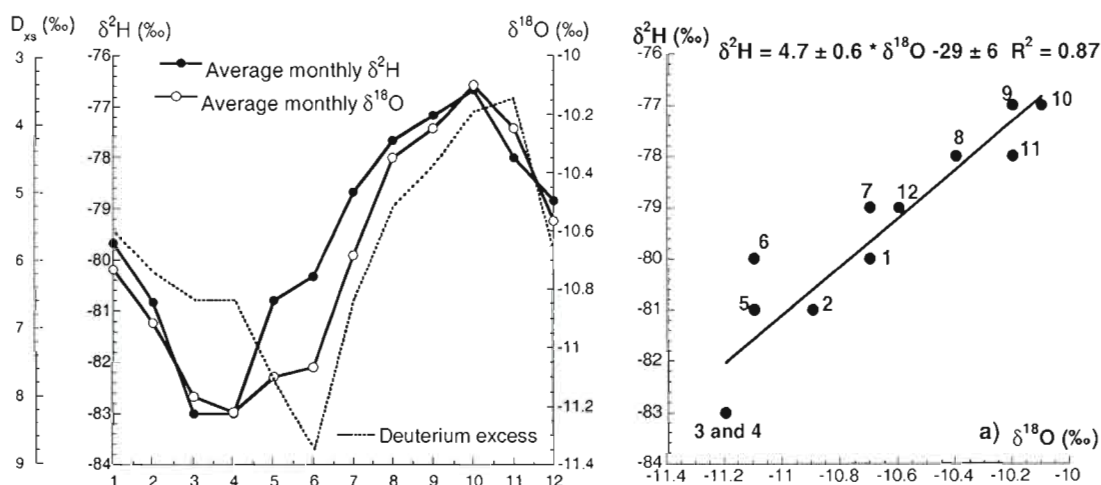 D_xs (‰) δ²H (‰) δ¹⁸O (‰)
3 -76 -10
Average monthly δ²H
Average monthly δ¹⁸O
-77 -10.2
4
-78 -10.4
5
-79 -10.6
6 -80
-10.8
-81
7
-11
-82
8
-83 -11.2
Deuterium excess
9 -84 -11.4
1 2 3 4 5 6 7 8 9 10 11 12
δ²H (‰)
-76
δ²H = 4.7 ± 0.6 * δ¹⁸O -29 ± 6 R² = 0.87
-77 9 10
-78 8 11
-79 7 12
-80 6 1
-81 5 2
-82
-83
3 and 4
a) δ¹⁸O (‰)
-84
-11.4 -11.2 -11 -10.8 -10.6 -10.4 -10.2 -10